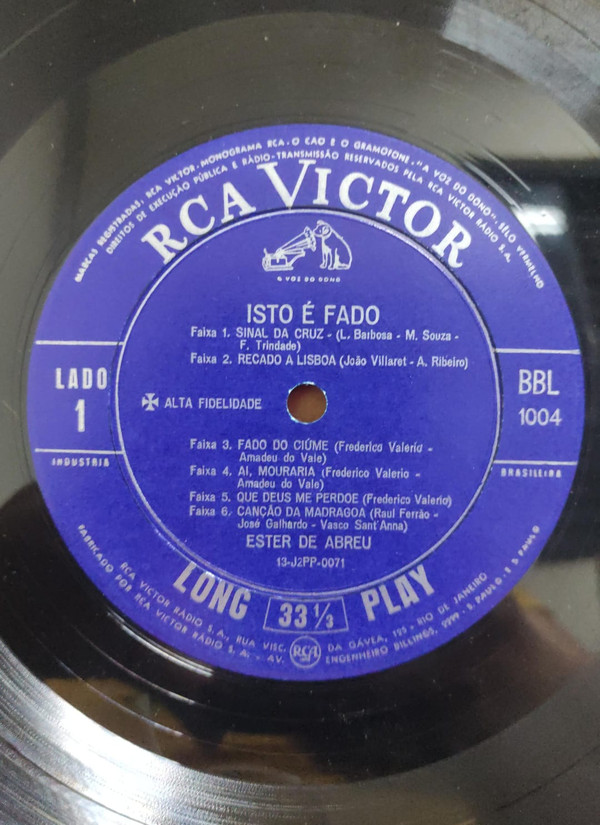 MARCAS REGISTRADAS, RCA VICTOR, MONOGRAMA RCA - O CÃO E O GRAMOFONE, "A VOZ DO DONO", SÊLO VERMELHO
DIREITOS DE EXECUÇÃO PÚBLICA E RÁDIO-TRANSMISSÃO RESERVADOS PELA RCA VICTOR RÁDIO S.A.
RCA VICTOR
A VOZ DO DONO
ISTO É FADO
Faixa 1. SINAL DA CRUZ - (L. Barbosa - M. Souza -
F. Trindade)
Faixa 2. RECADO A LISBOA (João Villaret - A. Ribeiro)
LADO
1
BBL
1004
ALTA FIDELIDADE
INDUSTRIA
BRASILEIRA
Faixa 3. FADO DO CIÚME (Frederico Valerio -
Amadeu do Vale)
Faixa 4. AI, MOURARIA (Frederico Valerio -
Amadeu do Vale)
Faixa 5. QUE DEUS ME PERDOE (Frederico Valerio)
Faixa 6. CANÇÃO DA MADRAGOA (Raul Ferrão -
José Galhardo - Vasco Sant'Anna)
ESTER DE ABREU
13-J2PP-0071
LONG 33 1/3 PLAY
RCA VICTOR RÁDIO S.A., RUA VISC. DA GÁVEA, 125 - RIO DE JANEIRO
FABRICADO POR RCA VICTOR RÁDIO S.A. - AV. ENGENHEIRO BILLINGS, 2227 - S. PAULO - E. S. PAULO
RCA